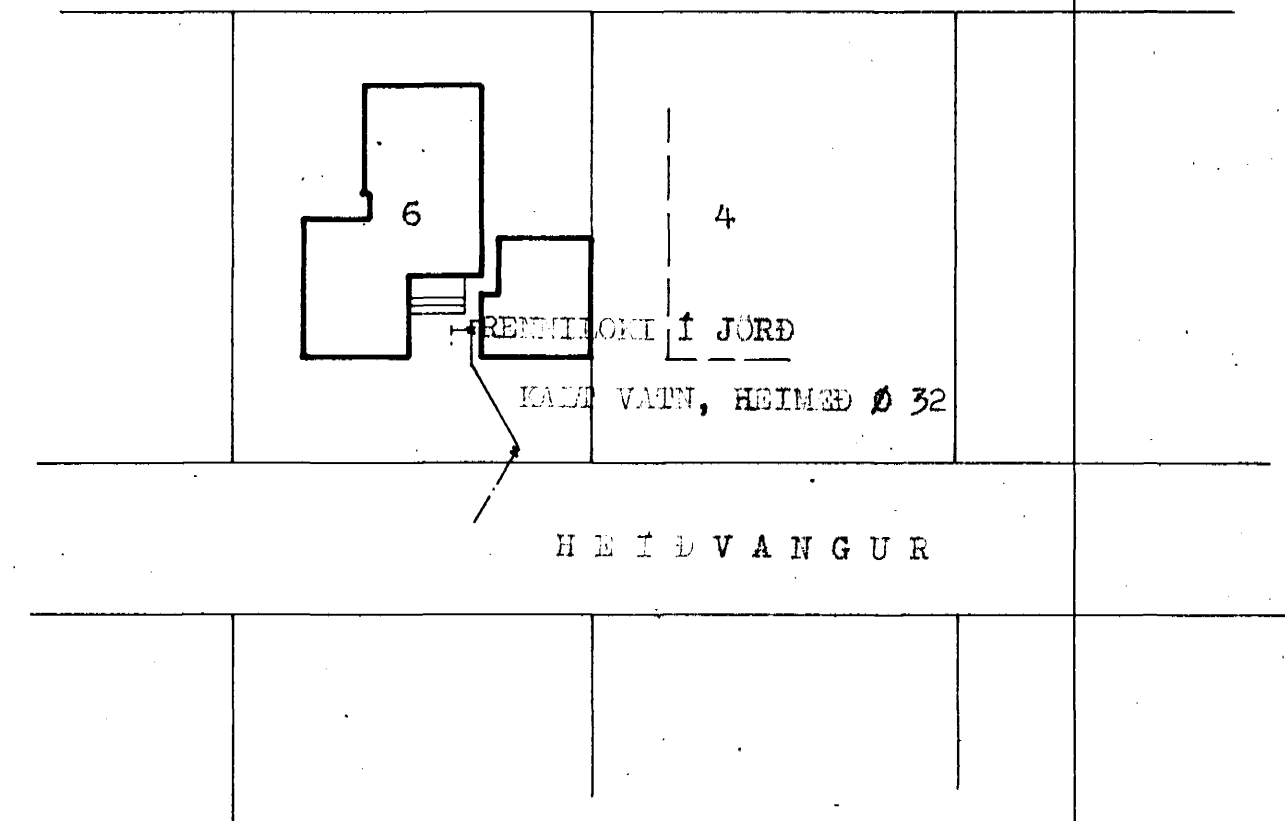 6
4
RENNILOKI Í JÖRÐ
KALT VATN, HEIMÆÐ Ø 32
HEIÐVANGUR